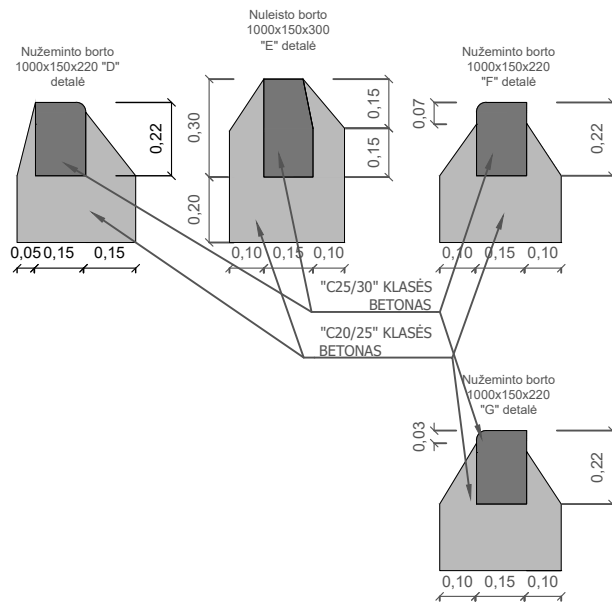 Nužeminto borto
1000x150x220 "D"
detalė
0,22
0,05
0,15
0,15
Nuleisto borto
1000x150x300
"E" detalė
0,30
0,20
0,15
0,15
0,10
0,15
0,10
Nužeminto borto
1000x150x220
"F" detalė
0,07
0,22
0,10
0,15
0,10
"C25/30" KLASĖS
BETONAS
"C20/25" KLASĖS
BETONAS
Nužeminto borto
1000x150x220
"G" detalė
0,03
0,22
0,10
0,15
0,10